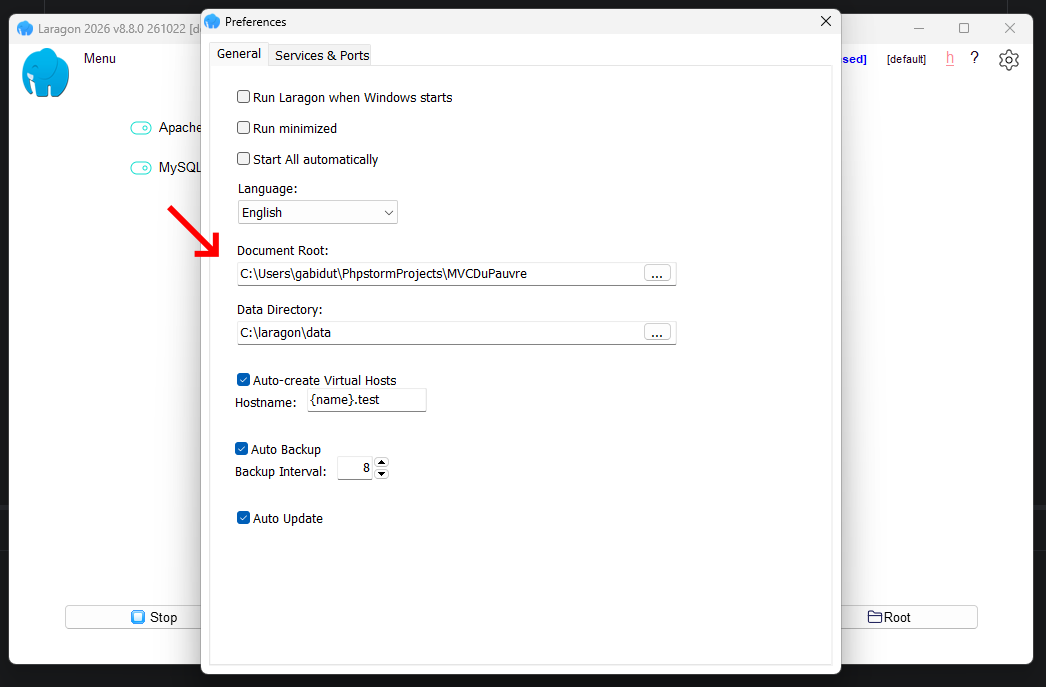 Laragon 2026 v8.8.0 261022 [de
Preferences
Menu
General
Services & Ports
sed]
[default]
h
?
Run Laragon when Windows starts
Apache
Run minimized
Start All automatically
MySQL
Language:
English
Document Root:
C:\Users\gabidut\PhpstormProjects\MVCDuPauvre
...
Data Directory:
C:\laragon\data
...
Auto-create Virtual Hosts
Hostname:
{name}.test
Auto Backup
Backup Interval:
8
Auto Update
Stop
Root